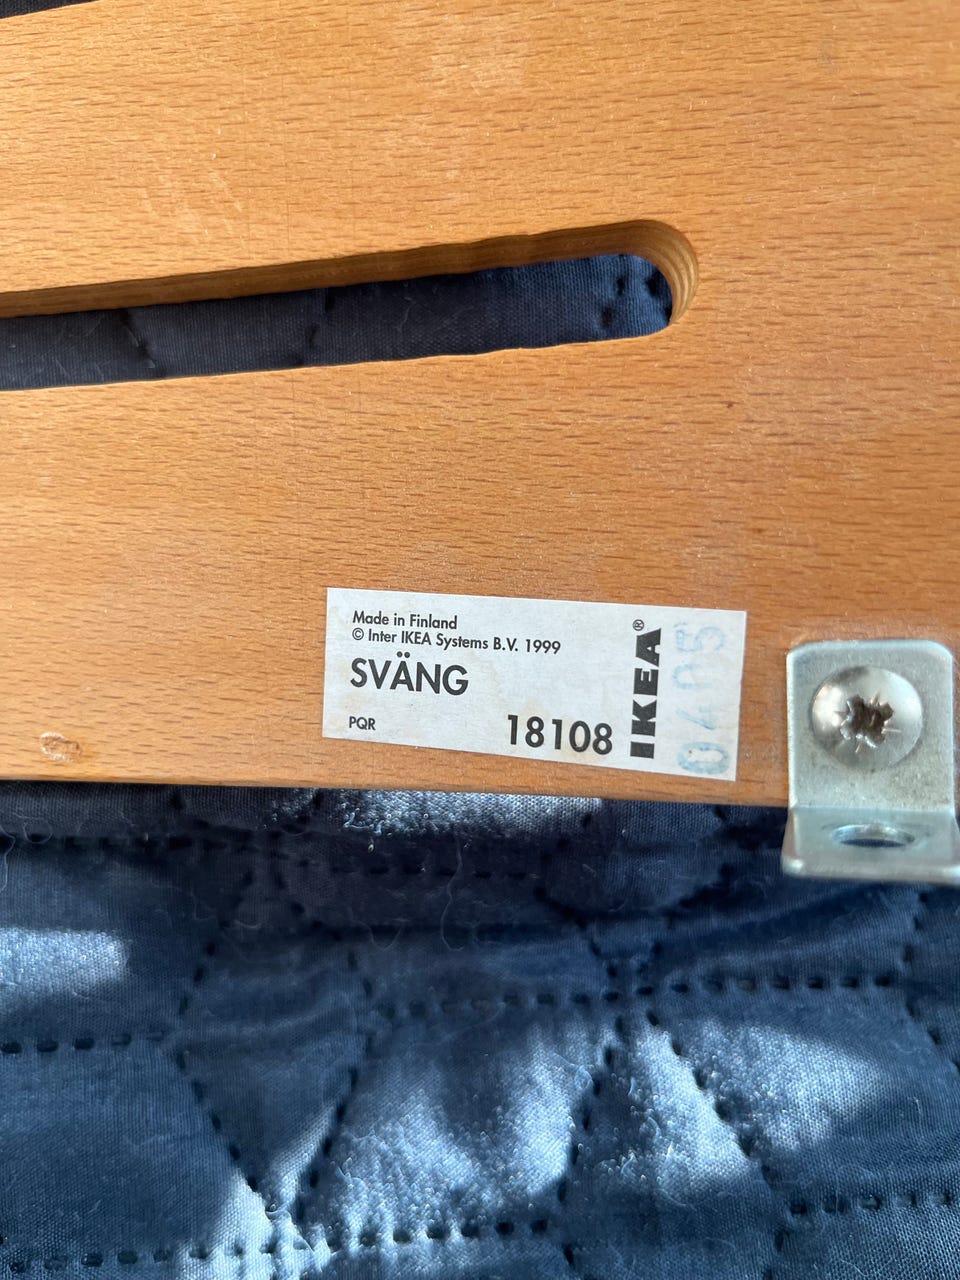 Made in Finland
© Inter IKEA Systems B.V. 1999
SVÄNG
PQR
18108
IKEA®
0405